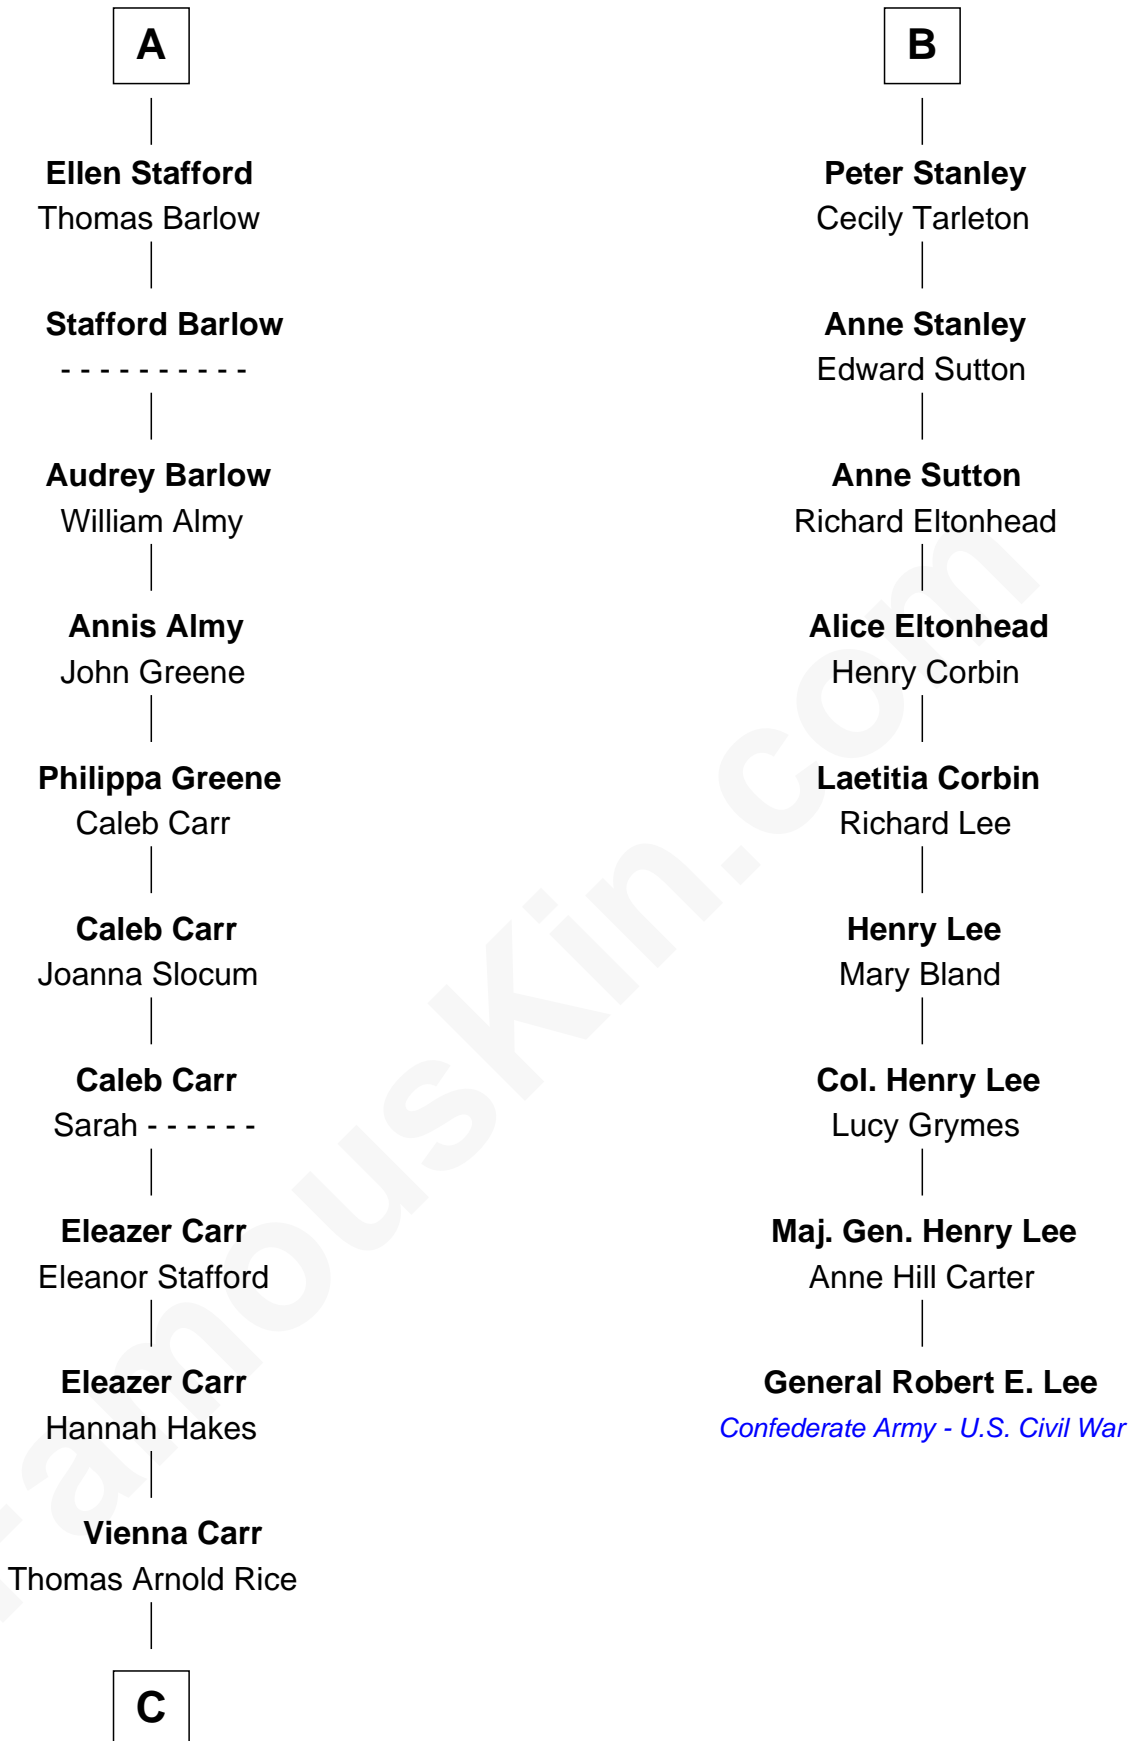 A
Ellen Stafford
Thomas Barlow
Stafford Barlow
- - - - - - - - - -
Audrey Barlow
William Almy
Annis Almy
John Greene
Philippa Greene
Caleb Carr
Caleb Carr
Joanna Slocum
Caleb Carr
Sarah - - - - - -
Eleazer Carr
Eleanor Stafford
Eleazer Carr
Hannah Hakes
Vienna Carr
Thomas Arnold Rice
C
B
Peter Stanley
Cecily Tarleton
Anne Stanley
Edward Sutton
Anne Sutton
Richard Eltonhead
Alice Eltonhead
Henry Corbin
Laetitia Corbin
Richard Lee
Henry Lee
Mary Bland
Col. Henry Lee
Lucy Grymes
Maj. Gen. Henry Lee
Anne Hill Carter
General Robert E. Lee
Confederate Army - U.S. Civil War
FamousKin.com